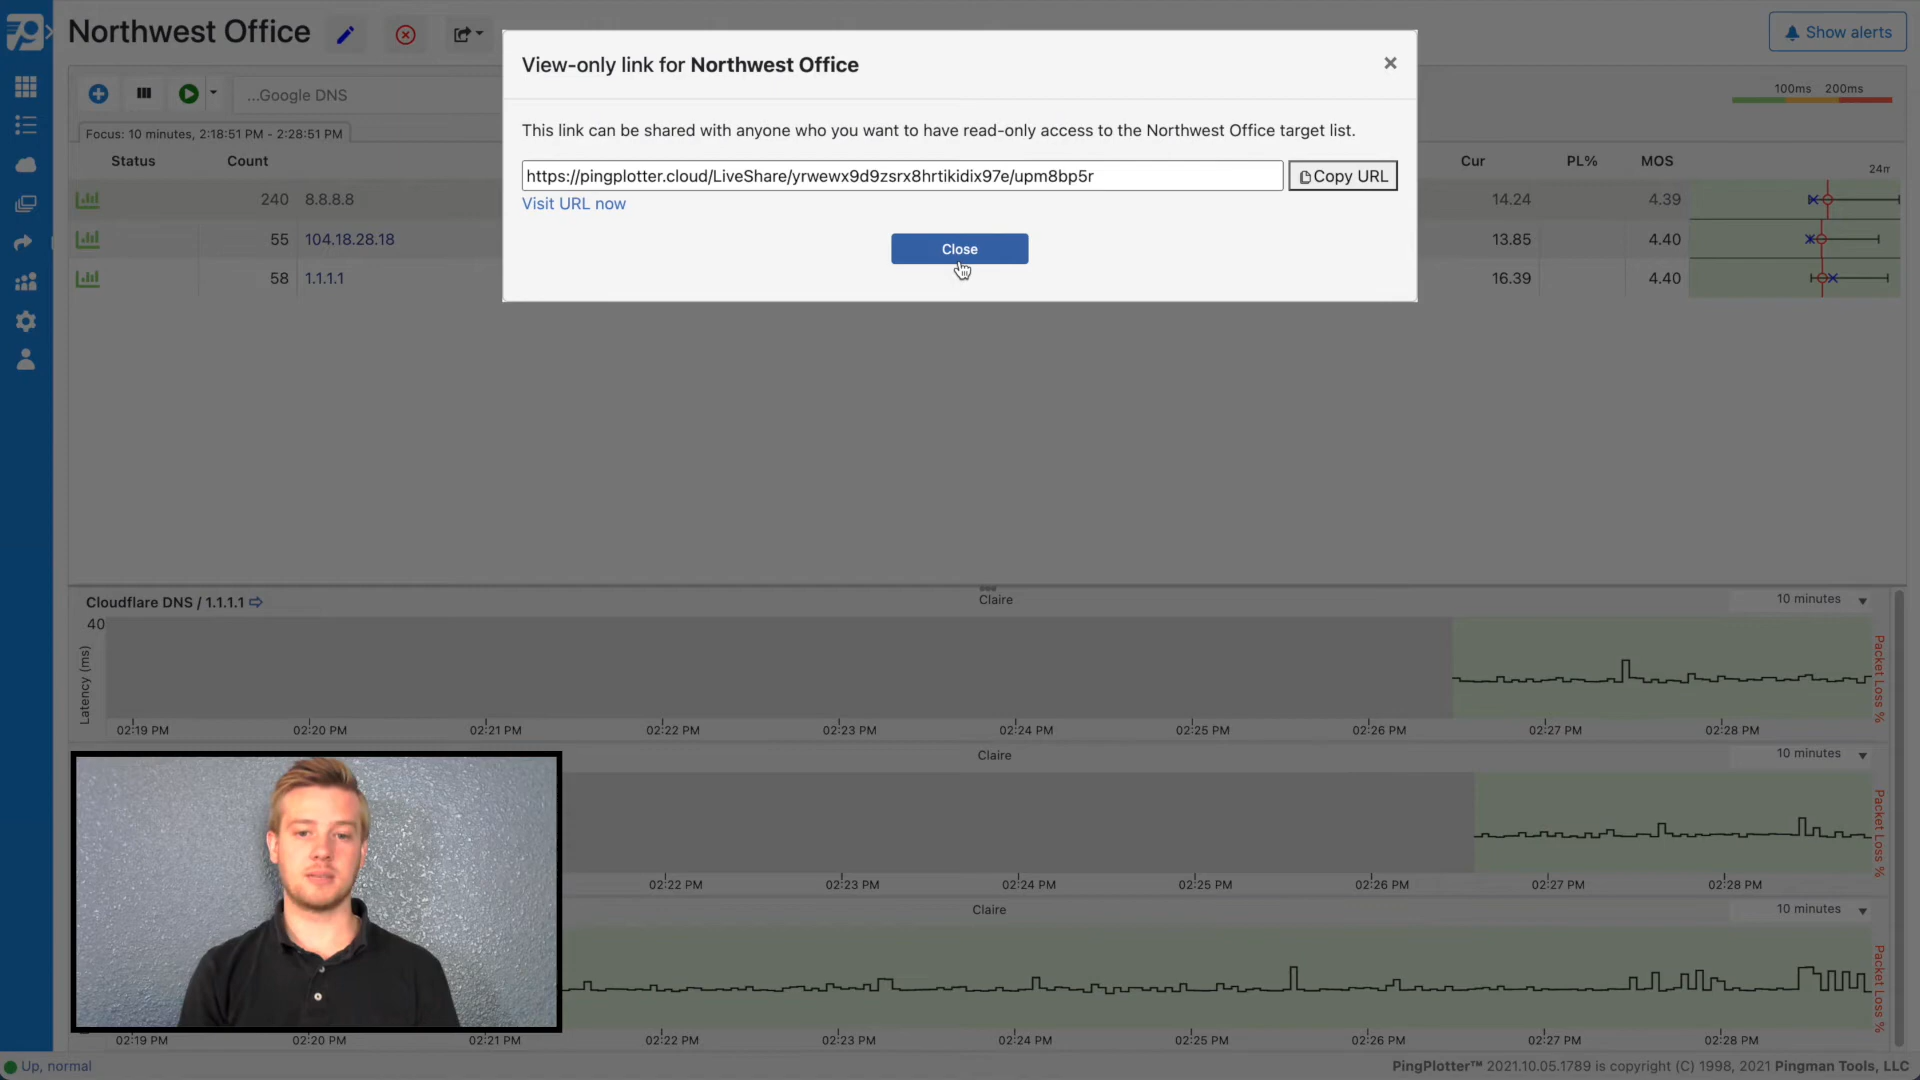 Northwest Office
Show alerts
View-only link for Northwest Office
×
This link can be shared with anyone who you want to have read-only access to the Northwest Office target list.
https://pingplotter.cloud/LiveShare/yrwewx9d9zsrx8hrtikidix97e/upm8bp5r
Copy URL
Visit URL now
Close
...Google DNS
100ms 200ms
Focus: 10 minutes, 2:18:51 PM - 2:28:51 PM
Status Count Cur PL% MOS
24m
240 8.8.8.8 14.24 4.39
55 104.18.28.18 13.85 4.40
58 1.1.1.1 16.39 4.40
Cloudflare DNS / 1.1.1.1 Claire 10 minutes
40
Latency (ms)
Packet Loss %
02:19 PM 02:20 PM 02:21 PM 02:22 PM 02:23 PM 02:24 PM 02:25 PM 02:26 PM 02:27 PM 02:28 PM
Claire 10 minutes
Packet Loss %
02:22 PM 02:23 PM 02:24 PM 02:25 PM 02:26 PM 02:27 PM 02:28 PM
Claire 10 minutes
Packet Loss %
02:19 PM 02:20 PM 02:21 PM 02:22 PM 02:23 PM 02:24 PM 02:25 PM 02:26 PM 02:27 PM 02:28 PM
Up, normal
PingPlotter™ 2021.10.05.1789 is copyright (C) 1998, 2021 Pingman Tools, LLC